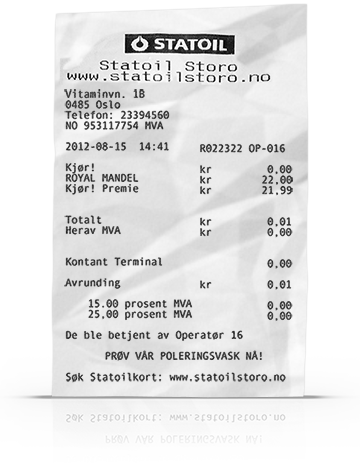 STATOIL
Statoil Storo
www.statoilstoro.no
Vitaminvn. 1B
0485 Oslo
Telefon: 23394560
NO 953117754 MVA
2012-08-15 14:41 R022322 OP-016
Kjør! kr 0,00
ROYAL MANDEL kr 22,00
Kjør! Premie kr 21,99
Totalt kr 0,01
Herav MVA kr 0,00
Kontant Terminal 0,00
Avrunding kr 0,01
15.00 prosent MVA 0,00
25,00 prosent MVA 0,00
De ble betjent av Operatør 16
PRØV VÅR POLERINGSVASK NÅ!
Søk Statoilkort: www.statoilstoro.no